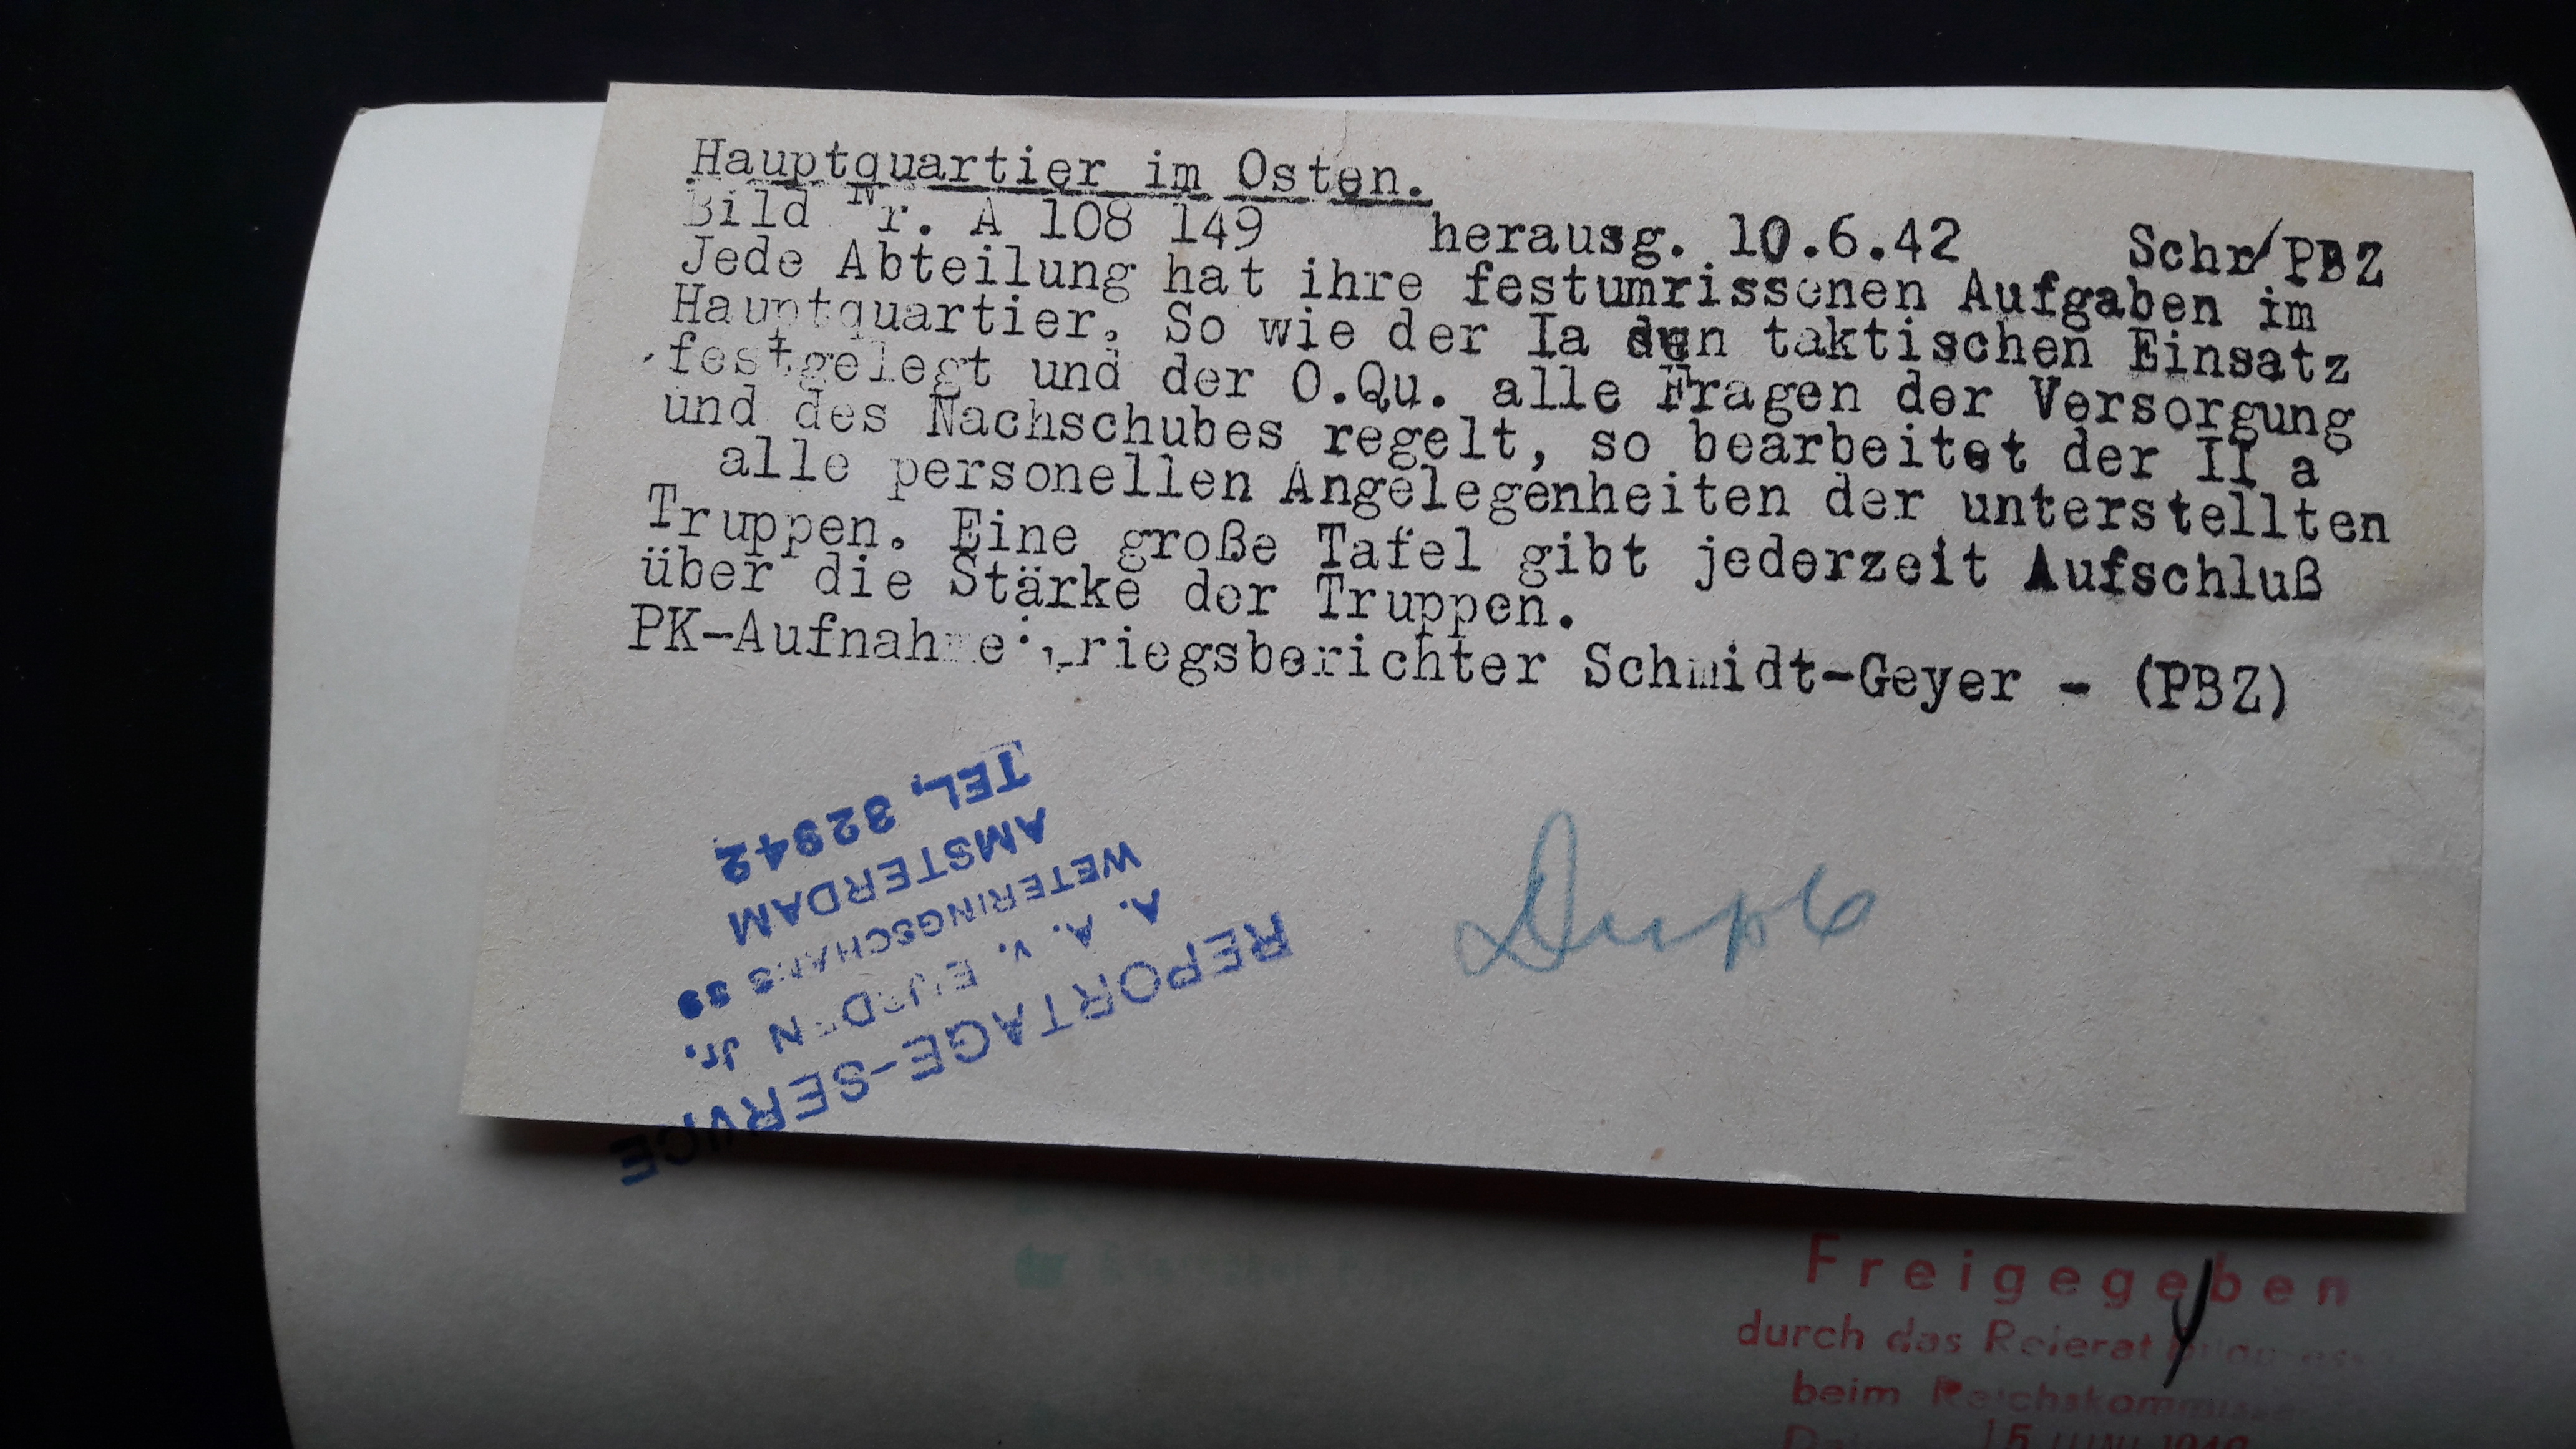 Hauptquartier im Osten.
Bild Nr. A 108 149 herausg. 10.6.42 Schr/PBZ
Jede Abteilung hat ihre festumrissenen Aufgaben im
Hauptquartier. So wie der Ia den taktischen Einsatz
festgelegt und der O.Qu. alle Fragen der Versorgung
und des Nachschubes regelt, so bearbeitet der II a
alle personellen Angelegenheiten der unterstellten
Truppen. Eine große Tafel gibt jederzeit Aufschluß
über die Stärke der Truppen.
PK-Aufnahme: Kriegsberichter Schmidt-Geyer - (PBZ)
REPORTAGE-SERVICE
A. A. v. Jr.
WETERINGSCHANS
AMSTERDAM
TEL. 32942
Dupl
Freigegeben
durch das Referat
beim